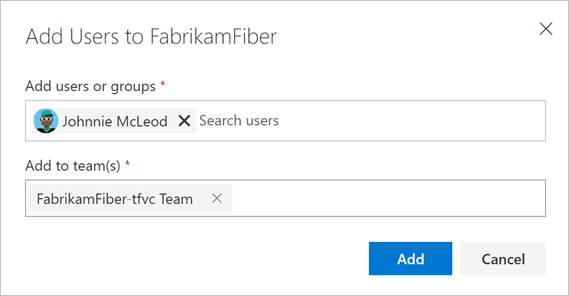 Add Users to FabrikamFiber
Add users or groups *
Johnnie McLeod Search users
Add to team(s) *
FabrikamFiber-tfvc Team
Add Cancel